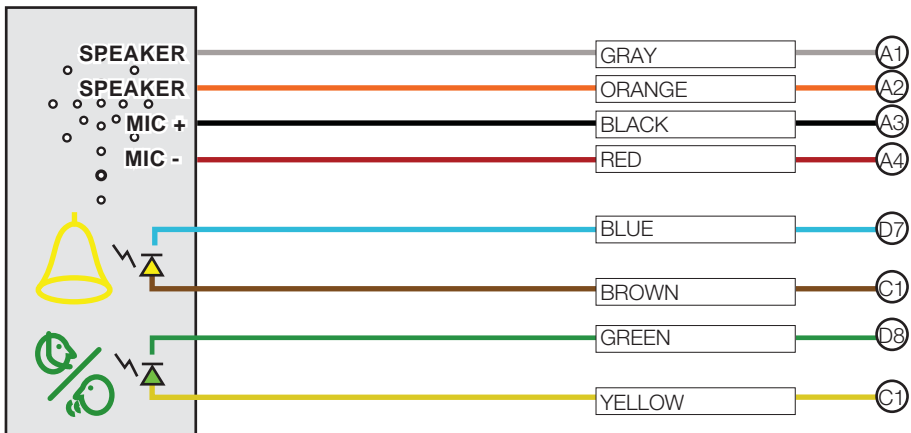 SPEAKER GRAY A1
SPEAKER ORANGE A2
MIC + BLACK A3
MIC - RED A4
BLUE D7
BROWN C1
GREEN D8
YELLOW C1